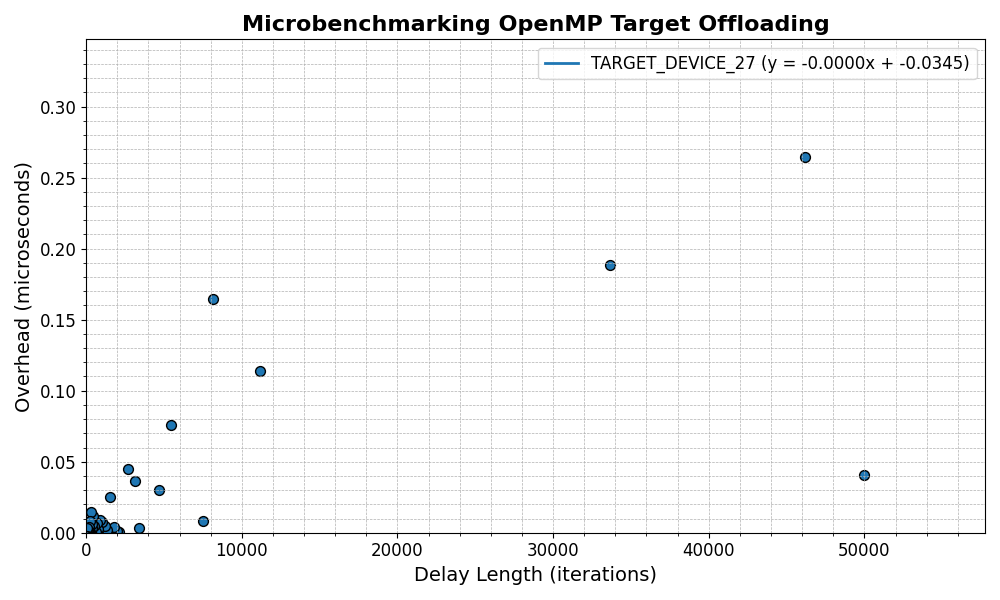 Microbenchmarking OpenMP Target Offloading
TARGET_DEVICE_27 (y = -0.0000x + -0.0345)
Overhead (microseconds)
0.30
0.25
0.20
0.15
0.10
0.05
0.00
0 10000 20000 30000 40000 50000
Delay Length (iterations)